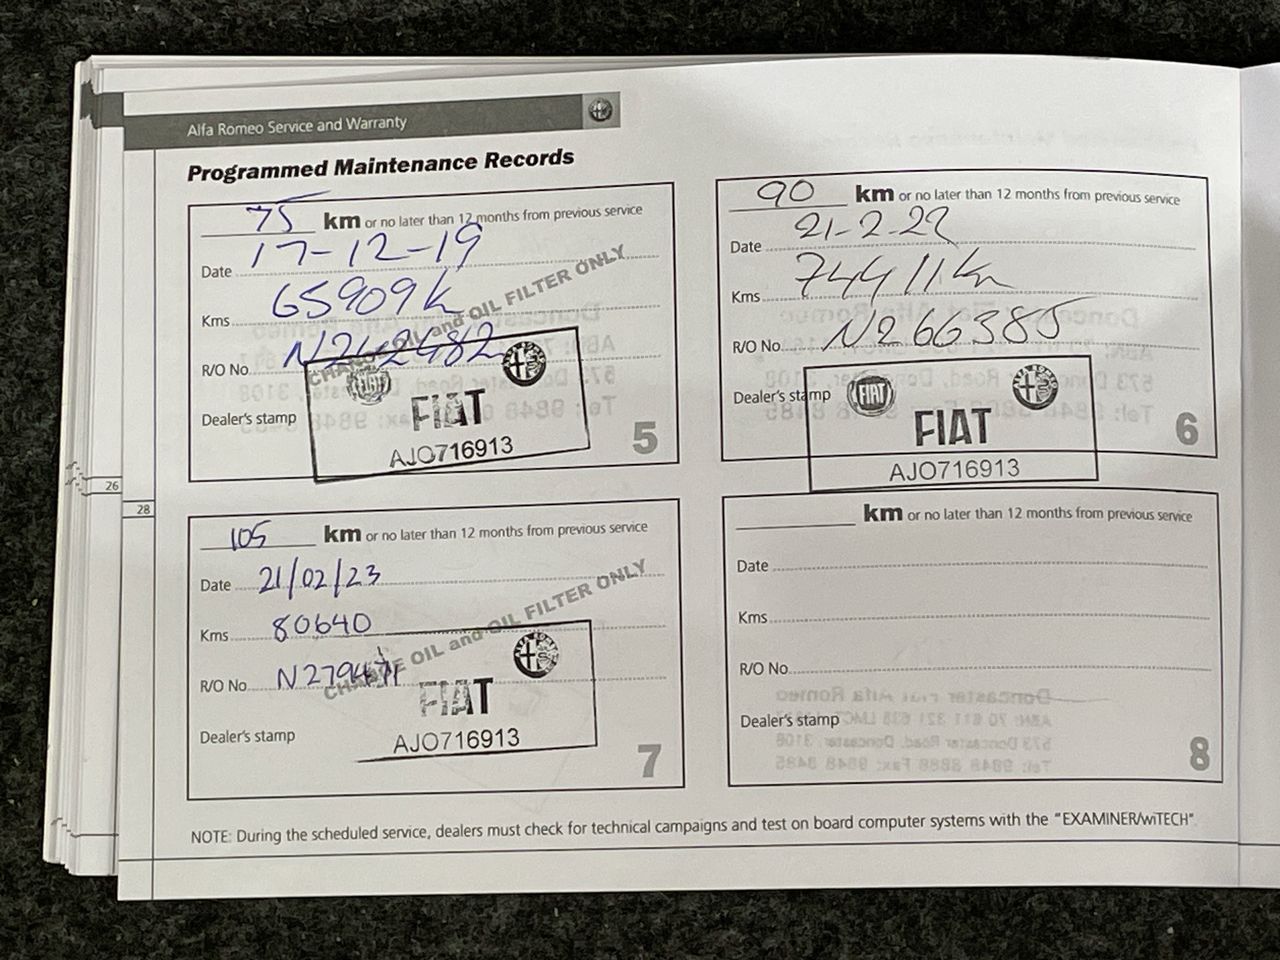 Alfa Romeo Service and Warranty
Programmed Maintenance Records
75 km or no later than 12 months from previous service
Date 17-12-19
Kms 65909k
R/O No.
CHANGE OIL and OIL FILTER ONLY
Dealer's stamp
FIAT
FIAT
AJO716913
5
90 km or no later than 12 months from previous service
Date 21-2-22
Kms 74411km
R/O No. N266385
Dealer's stamp
FIAT
FIAT
AJO716913
6
26
28
105 km or no later than 12 months from previous service
Date 21/02/23
Kms 80640
R/O No.
CHANGE OIL and OIL FILTER ONLY
Dealer's stamp
FIAT
AJO716913
7
km or no later than 12 months from previous service
Date
Kms
R/O No.
Dealer's stamp
8
NOTE: During the scheduled service, dealers must check for technical campaigns and test on board computer systems with the "EXAMINER/wiTECH".